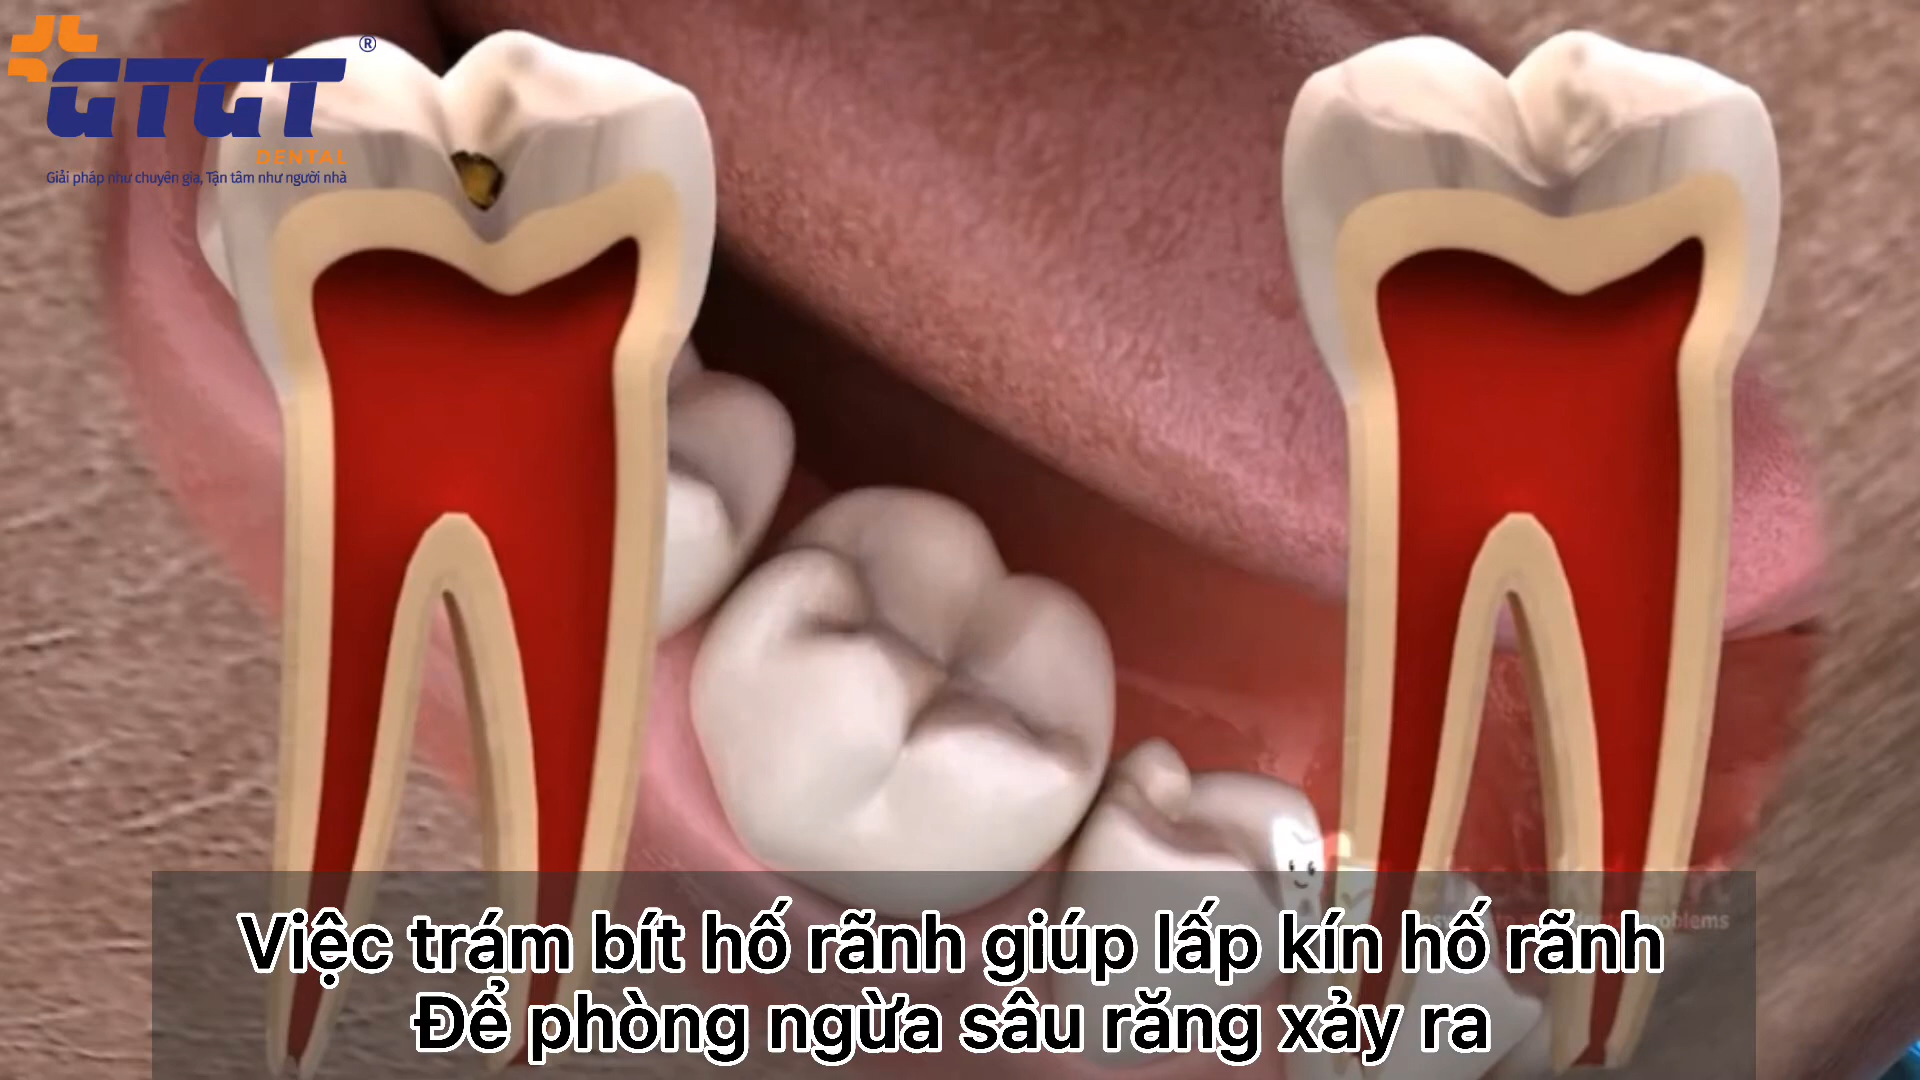 GTGT ®
DENTAL
Giải pháp như chuyên gia, Tận tâm như người nhà
problems
Việc trám bít hố rãnh giúp lấp kín hố rãnh
Để phòng ngừa sâu răng xảy ra